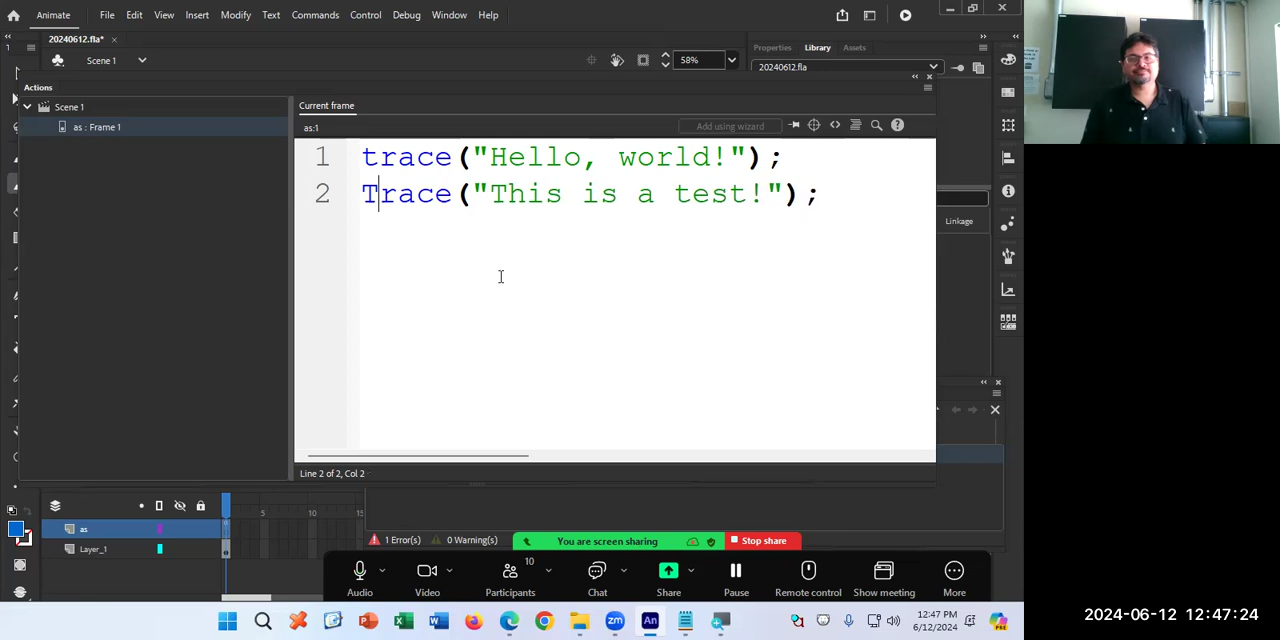 Animate File Edit View Insert Modify Text Commands Control Debug Window Help
20240612.fla* ×
Scene 1
58%
Properties Library Assets
20240612.fla
Actions
Scene 1
as : Frame 1
Current frame
as:1
Add using wizard
1 trace("Hello, world!");
2 Trace("This is a test!");
Linkage
Line 2 of 2, Col 2
5 10 15
as
Layer_1
1 Error(s) 0 Warning(s)
You are screen sharing Stop share
10
Audio Video Participants Chat Share Pause Remote control Show meeting More
12:47 PM
6/12/2024
2024-06-12 12:47:24